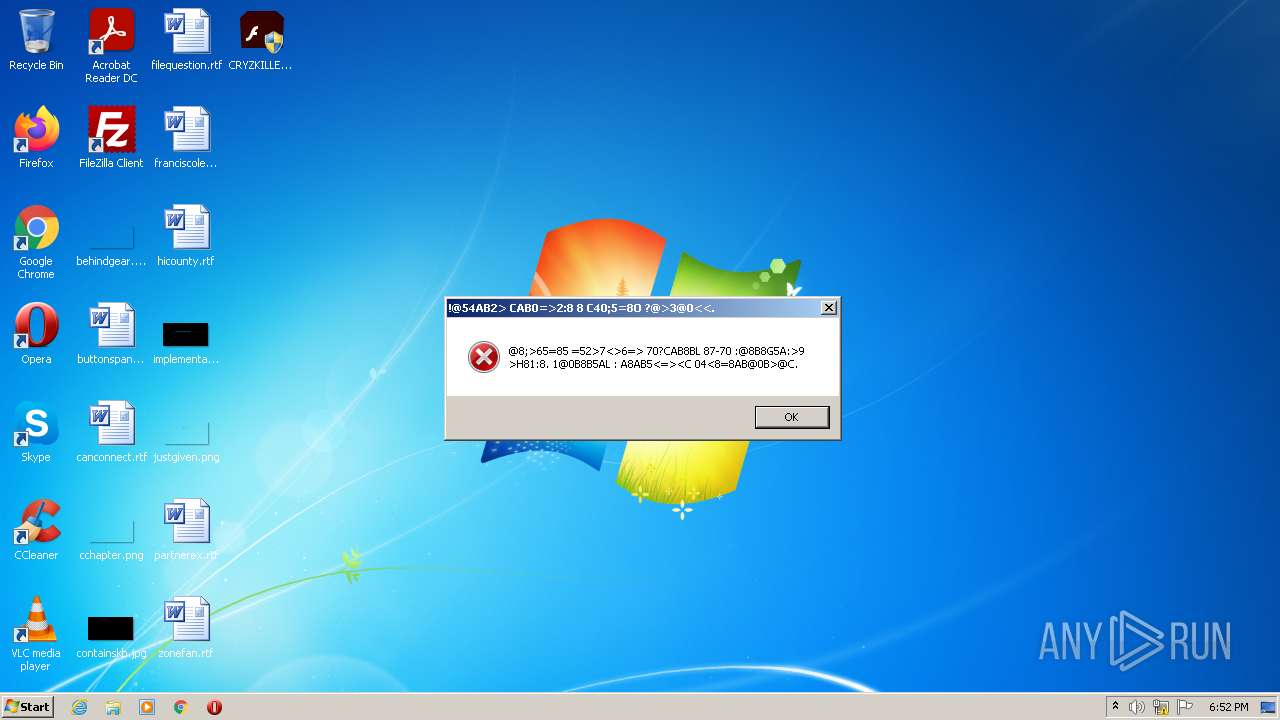 Recycle Bin
Acrobat
Reader DC
filequestion.rtf
CRYZKILLE...
Firefox
FileZilla Client
franciscole...
Google
Chrome
behindgear....
hicounty.rtf
Opera
buttonspan...
implementa...
Skype
canconnect.rtf
justgiven.png
CCleaner
cchapter.png
partnerex.rtf
VLC media
player
containskb.jpg
zonefan.rtf
!@54AB2> CAB0=>2:8 8 C40;5=8O ?@>3@0<<.
@8;>65=85 =52>7<>6=> 70?CAB8BL 87-70 :@8B8G5A:>9
>H81:8. 1@0B8B5AL : A8AB5<=><C 04<8=8AB@0B>@C.
OK
ANY RUN
Start
6:52 PM